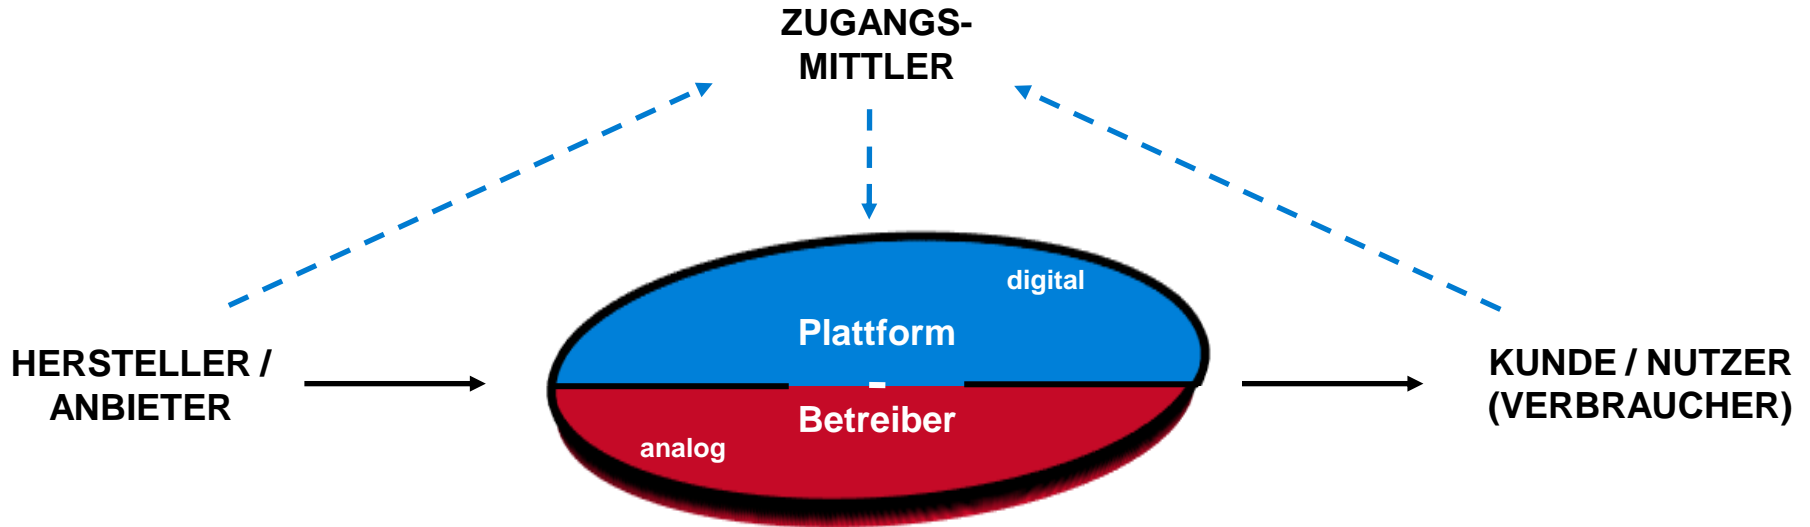 ZUGANGS-
MITTLER
digital
Plattform
-
Betreiber
analog
HERSTELLER /
ANBIETER
KUNDE / NUTZER
(VERBRAUCHER)